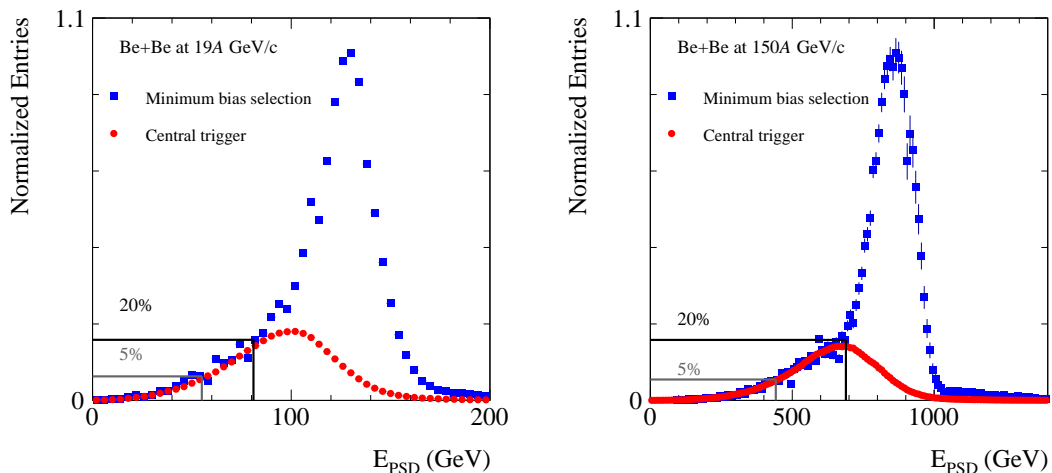 1.1
Be+Be at 19A GeV/c
Minimum bias selection
Central trigger
Normalized Entries
20%
5%
0
0
100
200
E_PSD (GeV)
1.1
Be+Be at 150A GeV/c
Minimum bias selection
Central trigger
Normalized Entries
20%
5%
0
0
500
1000
E_PSD (GeV)